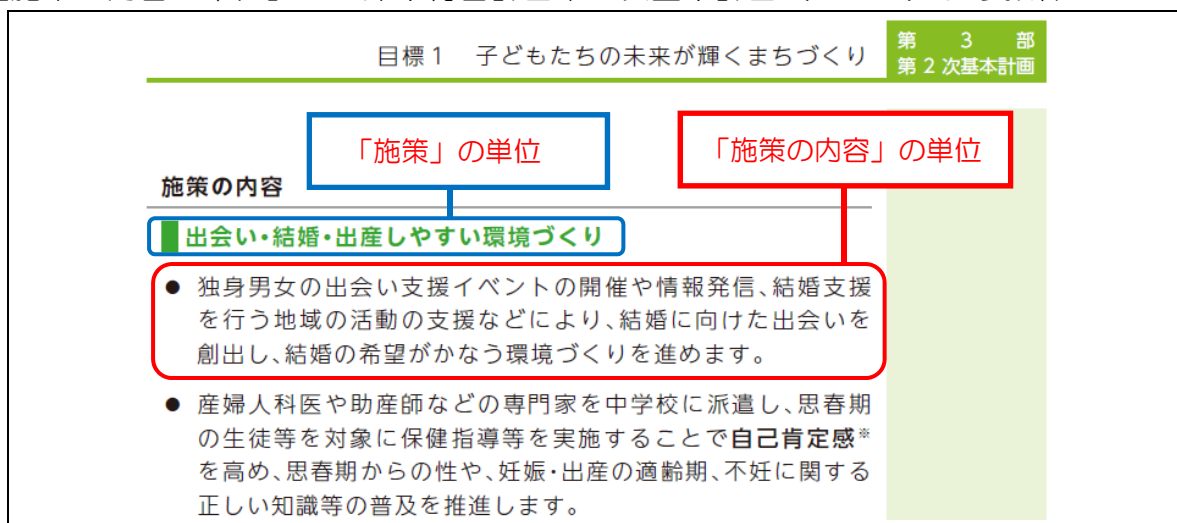 目標1 子どもたちの未来が輝くまちづくり
第 3 部
第2次基本計画
「施策」の単位
「施策の内容」の単位
施策の内容
出会い・結婚・出産しやすい環境づくり
● 独身男女の出会い支援イベントの開催や情報発信、結婚支援
を行う地域の活動の支援などにより、結婚に向けた出会いを
創出し、結婚の希望がかなう環境づくりを進めます。
● 産婦人科医や助産師などの専門家を中学校に派遣し、思春期
の生徒等を対象に保健指導等を実施することで自己肯定感※
を高め、思春期からの性や、妊娠・出産の適齢期、不妊に関する
正しい知識等の普及を推進します。